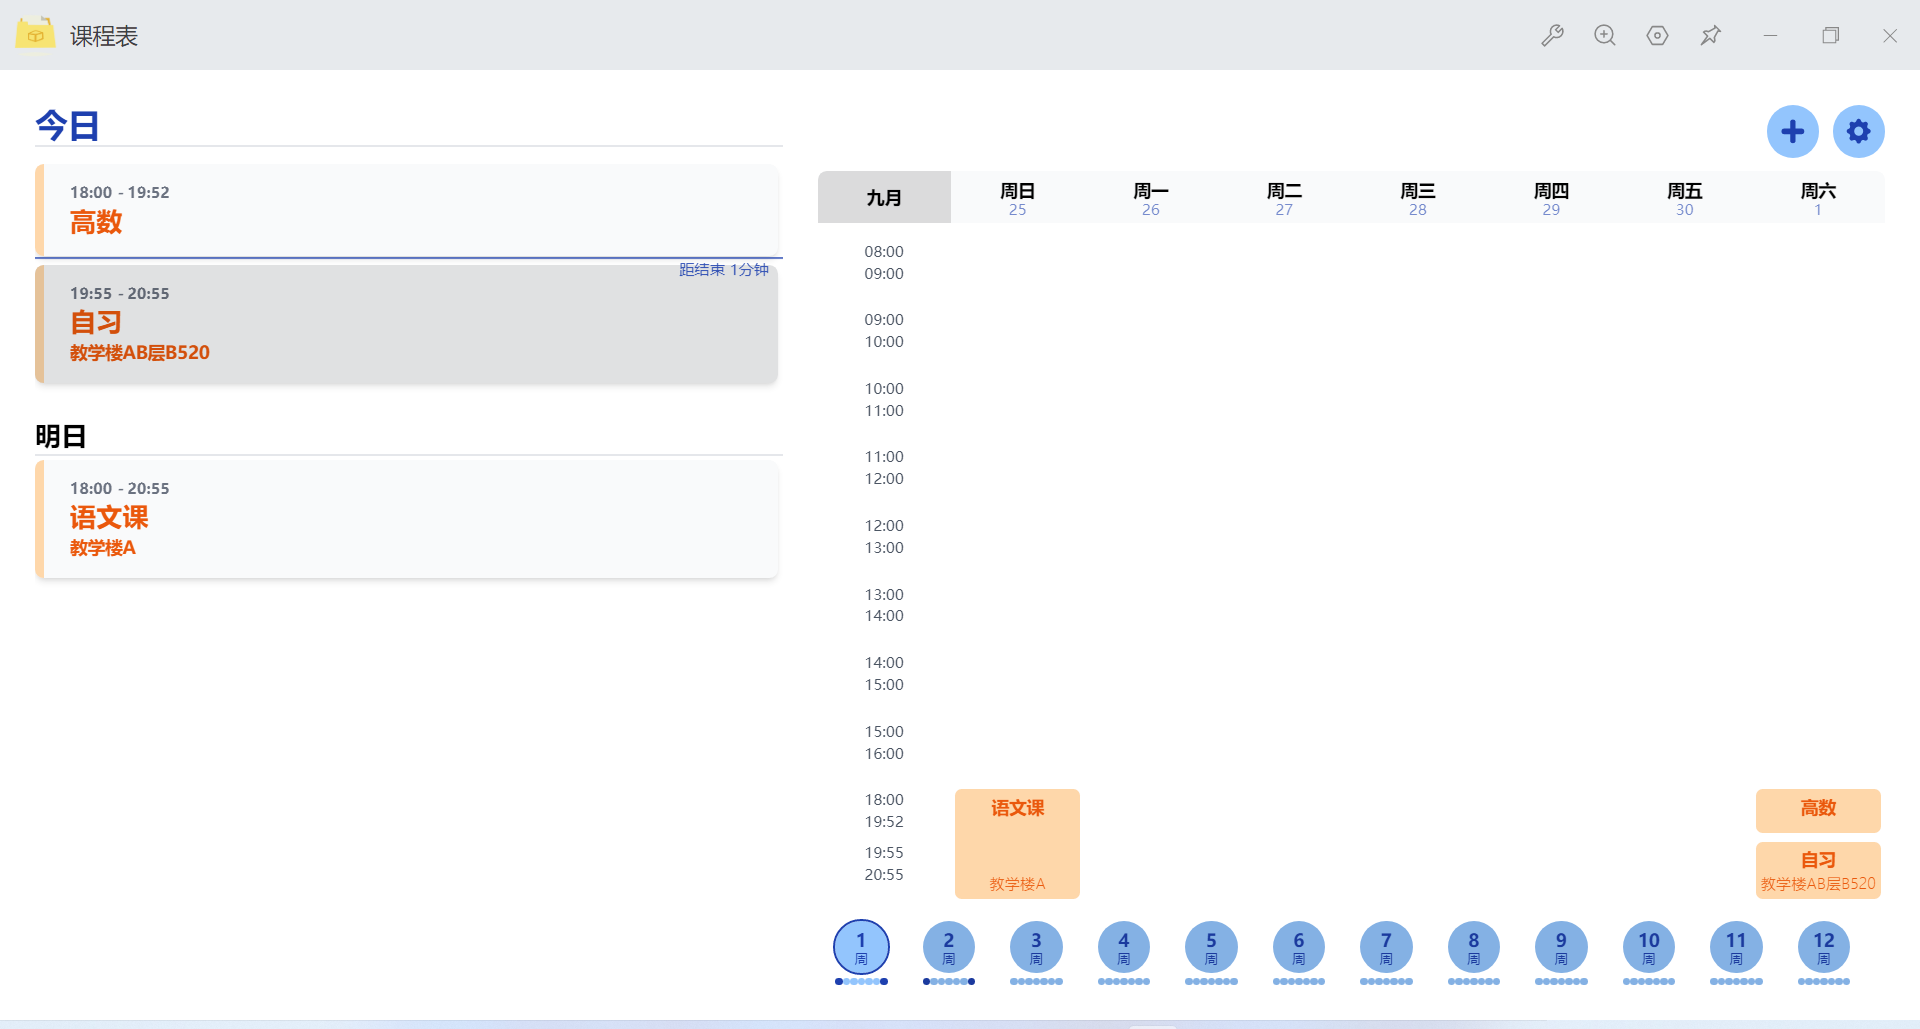 课程表
今日
18:00 - 19:52
高数
距结束 1分钟
19:55 - 20:55
自习
教学楼AB层B520
明日
18:00 - 20:55
语文课
教学楼A
九月 周日 周一 周二 周三 周四 周五 周六
25 26 27 28 29 30 1
08:00
09:00
09:00
10:00
10:00
11:00
11:00
12:00
12:00
13:00
13:00
14:00
14:00
15:00
15:00
16:00
18:00 语文课 高数
19:52
19:55 自习
20:55 教学楼A 教学楼AB层B520
1 2 3 4 5 6 7 8 9 10 11 12
周 周 周 周 周 周 周 周 周 周 周 周